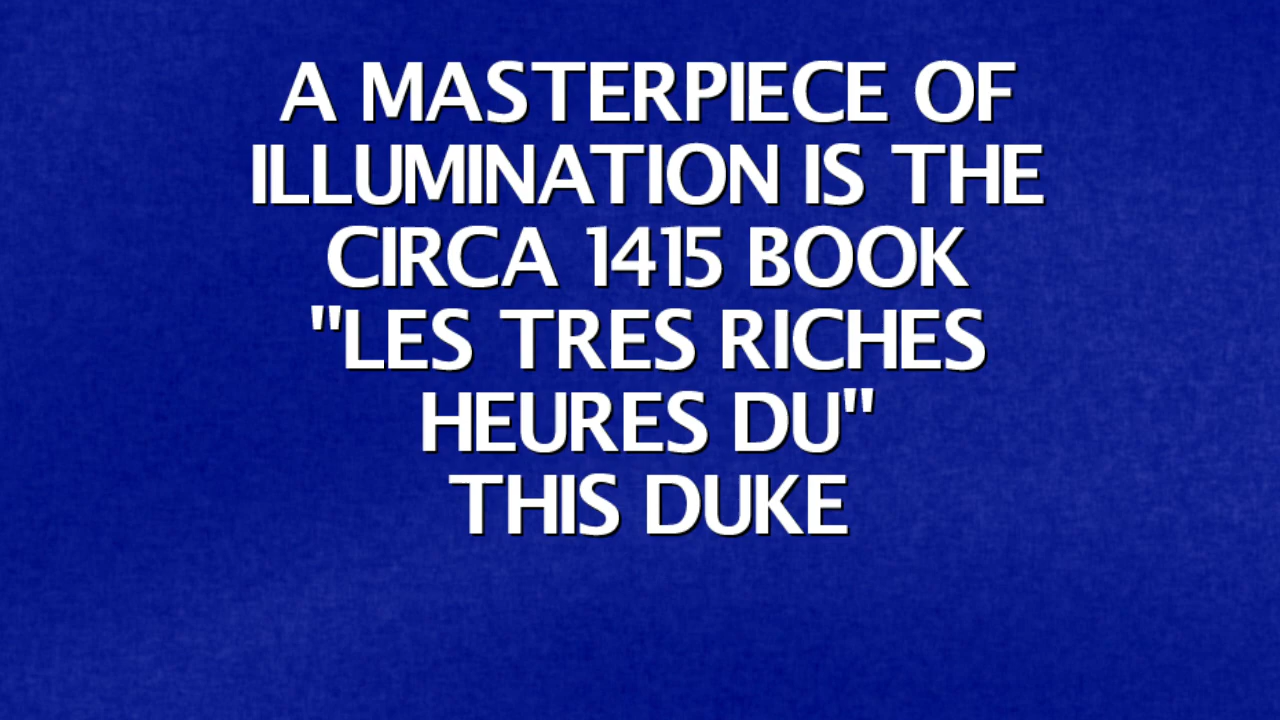 A MASTERPIECE OF
ILLUMINATION IS THE
CIRCA 1415 BOOK
"LES TRES RICHES
HEURES DU"
THIS DUKE